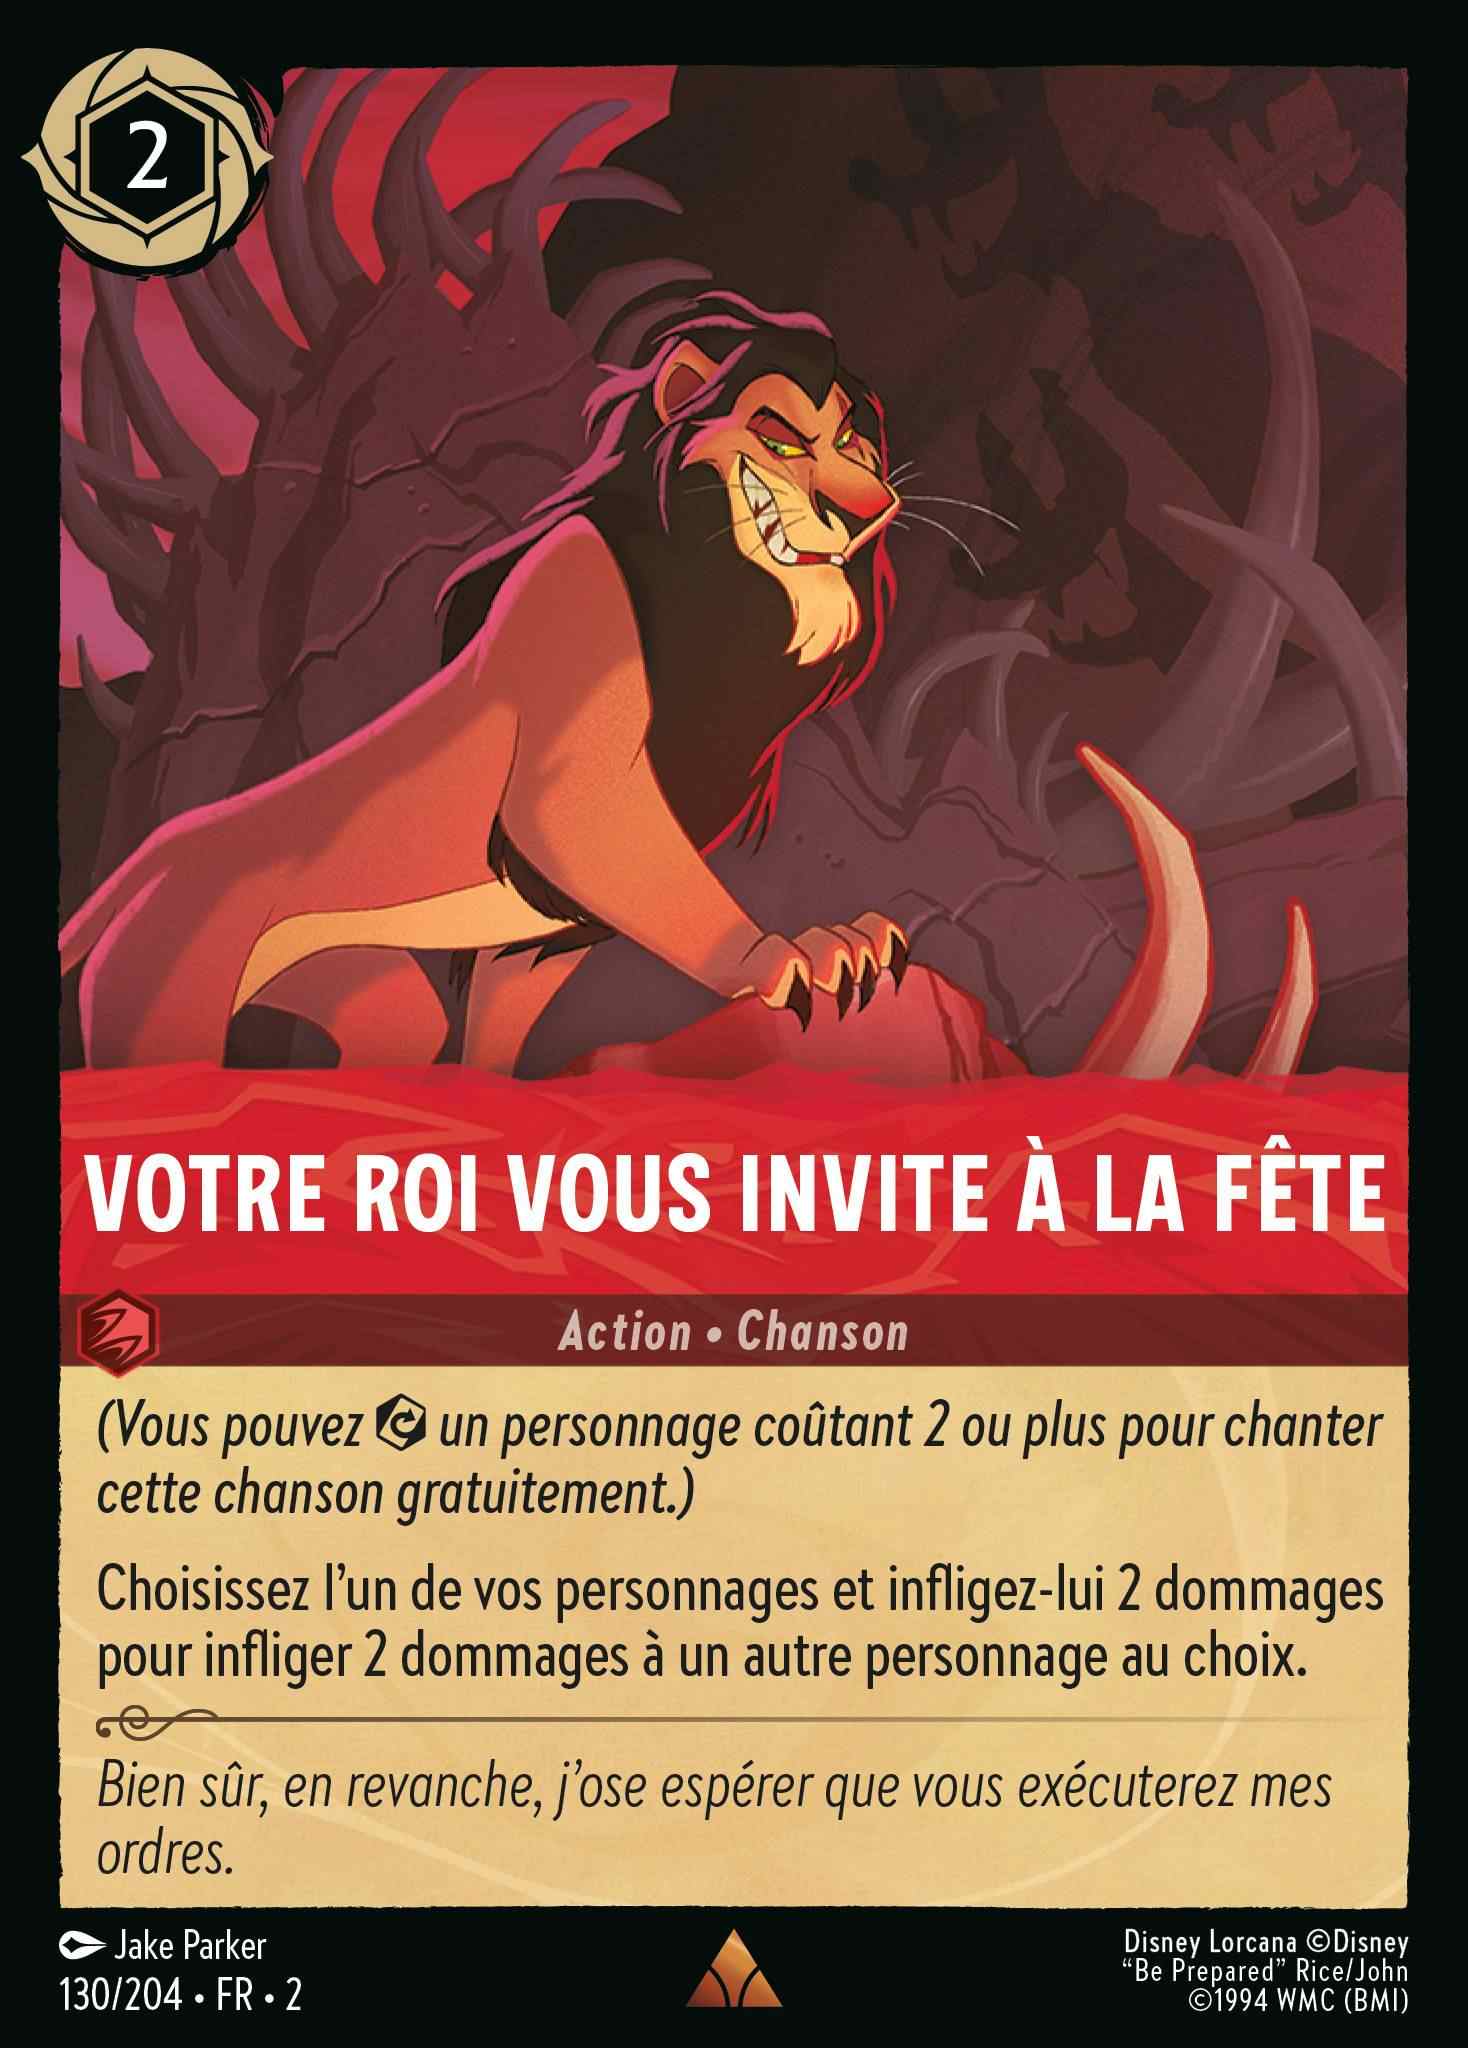 2
VOTRE ROI VOUS INVITE À LA FÊTE
Action • Chanson
(Vous pouvez un personnage coûtant 2 ou plus pour chanter
cette chanson gratuitement.)
Choisissez l’un de vos personnages et infligez-lui 2 dommages
pour infliger 2 dommages à un autre personnage au choix.
Bien sûr, en revanche, j’ose espérer que vous exécuterez mes
ordres.
Jake Parker
130/204 • FR • 2
Disney Lorcana ©Disney
“Be Prepared” Rice/John
©1994 WMC (BMI)